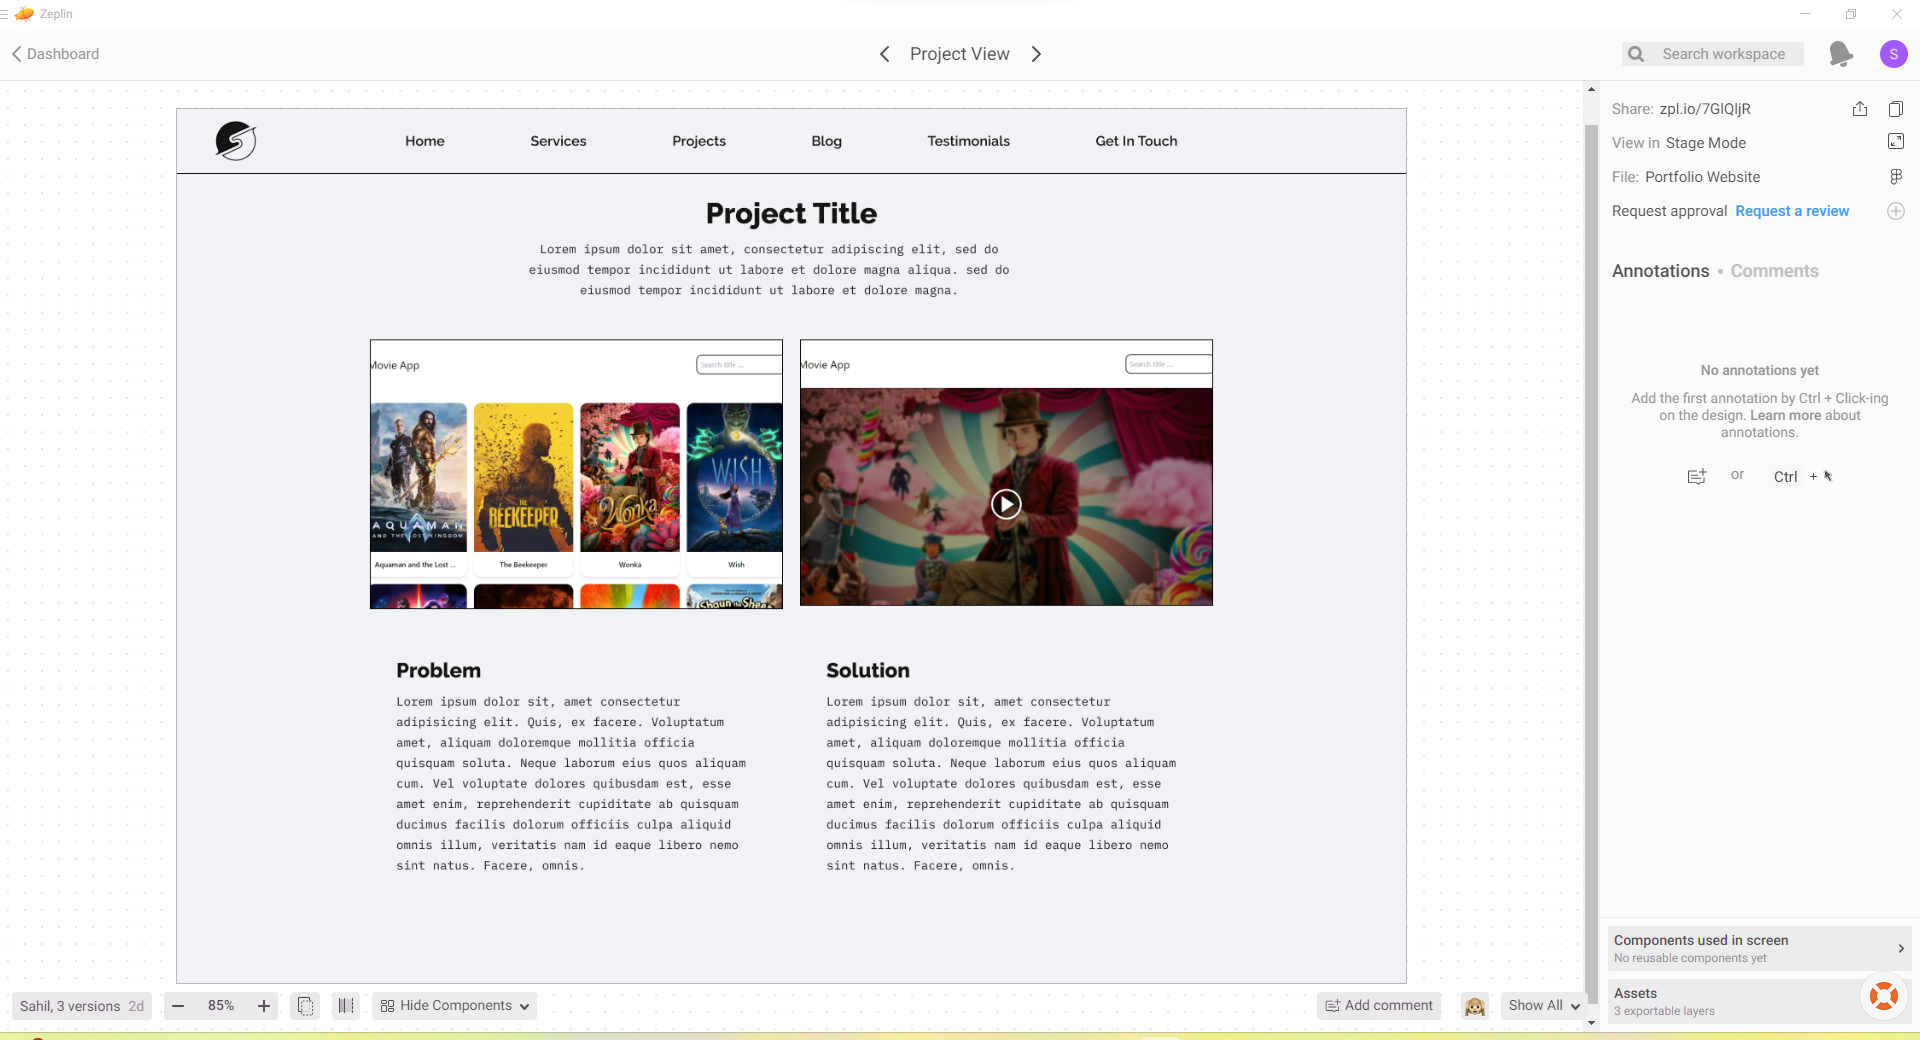 Zeplin
Dashboard
Project View
Search workspace
S
Home
Services
Projects
Blog
Testimonials
Get In Touch
Project Title
Lorem ipsum dolor sit amet, consectetur adipiscing elit, sed do
eiusmod tempor incididunt ut labore et dolore magna aliqua. sed do
eiusmod tempor incididunt ut labore et dolore magna.
Movie App
Search title ...
AQUAMAN
AND THE LOST KINGDOM
THE
BEEKEEPER
Wonka
WISH
Aquaman and the Lost ...
The Beekeeper
Wonka
Wish
Shaun the Sheep
Movie App
Search title ...
Problem
Lorem ipsum dolor sit, amet consectetur
adipisicing elit. Quis, ex facere. Voluptatum
amet, aliquam doloremque mollitia officia
quisquam soluta. Neque laborum eius quos aliquam
cum. Vel voluptate dolores quibusdam est, esse
amet enim, reprehenderit cupiditate ab quisquam
ducimus facilis dolorum officiis culpa aliquid
omnis illum, veritatis nam id eaque libero nemo
sint natus. Facere, omnis.
Solution
Lorem ipsum dolor sit, amet consectetur
adipisicing elit. Quis, ex facere. Voluptatum
amet, aliquam doloremque mollitia officia
quisquam soluta. Neque laborum eius quos aliquam
cum. Vel voluptate dolores quibusdam est, esse
amet enim, reprehenderit cupiditate ab quisquam
ducimus facilis dolorum officiis culpa aliquid
omnis illum, veritatis nam id eaque libero nemo
sint natus. Facere, omnis.
Share: zpl.io/7GlQljR
View in Stage Mode
File: Portfolio Website
Request approval Request a review
Annotations • Comments
No annotations yet
Add the first annotation by Ctrl + Click-ing
on the design. Learn more about
annotations.
or Ctrl +
Components used in screen
No reusable components yet
Assets
3 exportable layers
Sahil, 3 versions 2d
85%
Hide Components
Add comment
Show All